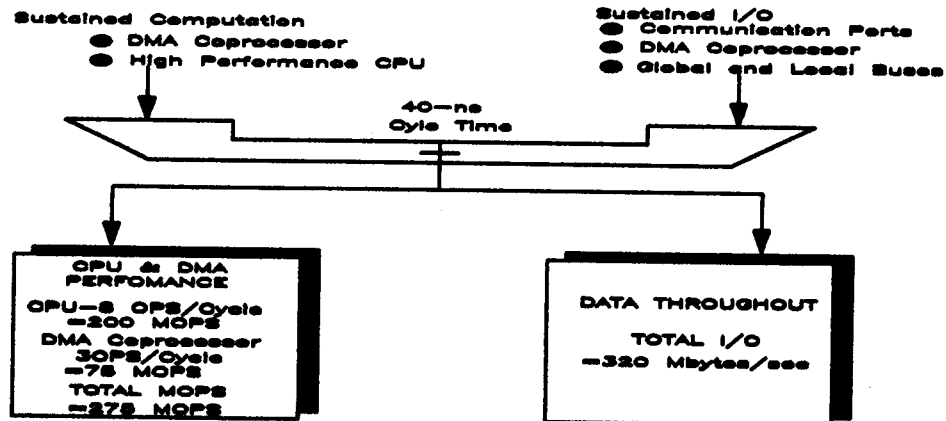 Sustained Computation
● DMA Coprocessor
● High Performance CPU
Sustained I/O
● Communication Ports
● DMA Coprocessor
● Global and Local Buses
40-ns
Cyle Time
CPU & DMA
PERFOMANCE
CPU-8 OPS/Cycle
=200 MOPS
DMA Coprocessor
3OPS/Cycle
=75 MOPS
TOTAL MOPS
=275 MOPS
DATA THROUGHOUT
TOTAL I/O
=320 Mbytes/sec